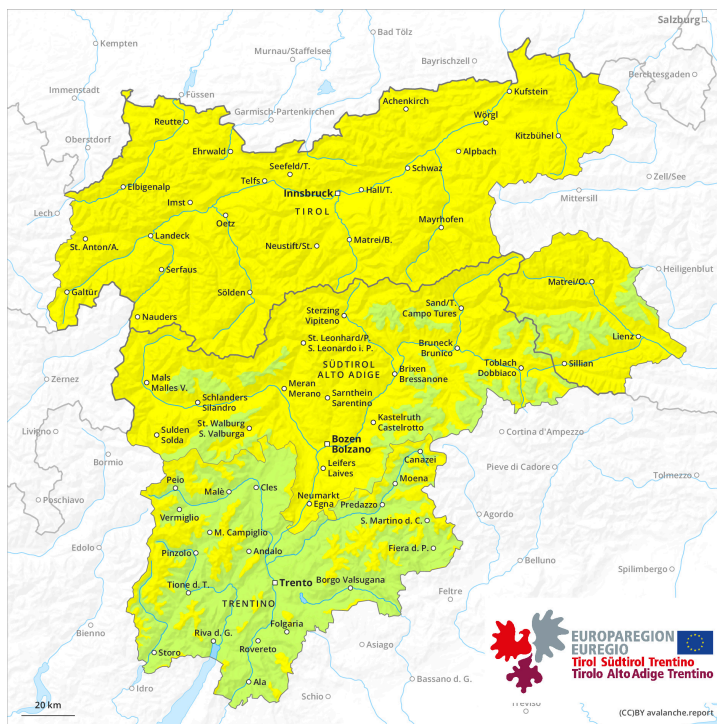 Salzburg
Kempten
Bad Tölz
Murnau/Staffelsee
Bayrischzell
Berchtesgaden
Immenstadt
Füssen
Garmisch-Partenkirchen
Achenkirch
Kufstein
Reutte
Wörgl
Oberstdorf
Ehrwald
Kitzbühel
Seefeld/T.
Alpbach
Telfs
Schwaz
Zell/See
Elbigenalp
Innsbruck
Hall/T.
Mittersill
Imst
TIROL
Lech
Oetz
Mayrhofen
St. Anton/A.
Landeck
Neustift/St.
Matrei/B.
Heiligenblut
Serfaus
Matrei/O.
Galtür
Sölden
Sand/T.
Campo Tures
Nauders
Sterzing
Vipiteno
Lienz
St. Leonhard/P.
S. Leonardo i. P.
Bruneck
Brunico
Toblach
Dobbiaco
Sillian
SÜDTIROL
ALTO ADIGE
Brixen
Bressanone
Zernez
Mals
Malles V.
Meran
Merano
Schlanders
Silandro
Sarnthein
Sarentino
Kastelruth
Castelrotto
St. Walburg
S. Valburga
Livigno
Sulden
Solda
Bozen
Bolzano
Cortina d'Ampezzo
Bormio
Canazei
Pieve di Cadore
Leifers
Laives
Tolmezzo
Poschiavo
Peio
Malè
Cles
Moena
Neumarkt
Egna
Predazzo
Agordo
Vermiglio
S. Martino d. C.
M. Campiglio
Edolo
Pinzolo
Andalo
Fiera d. P.
Belluno
Spilimbergo
Tione d. T.
Trento
Borgo Valsugana
Feltre
TRENTINO
Folgaria
Bienno
Riva d. G.
Rovereto
Asiago
Storo
Bassano d. G.
Idro
Ala
Schio
Treviso
EUROPAREGION
EUREGIO
Tirol Südtirol Trentino
Tirolo Alto Adige Trentino
20 km
(CC)BY avalanche.report